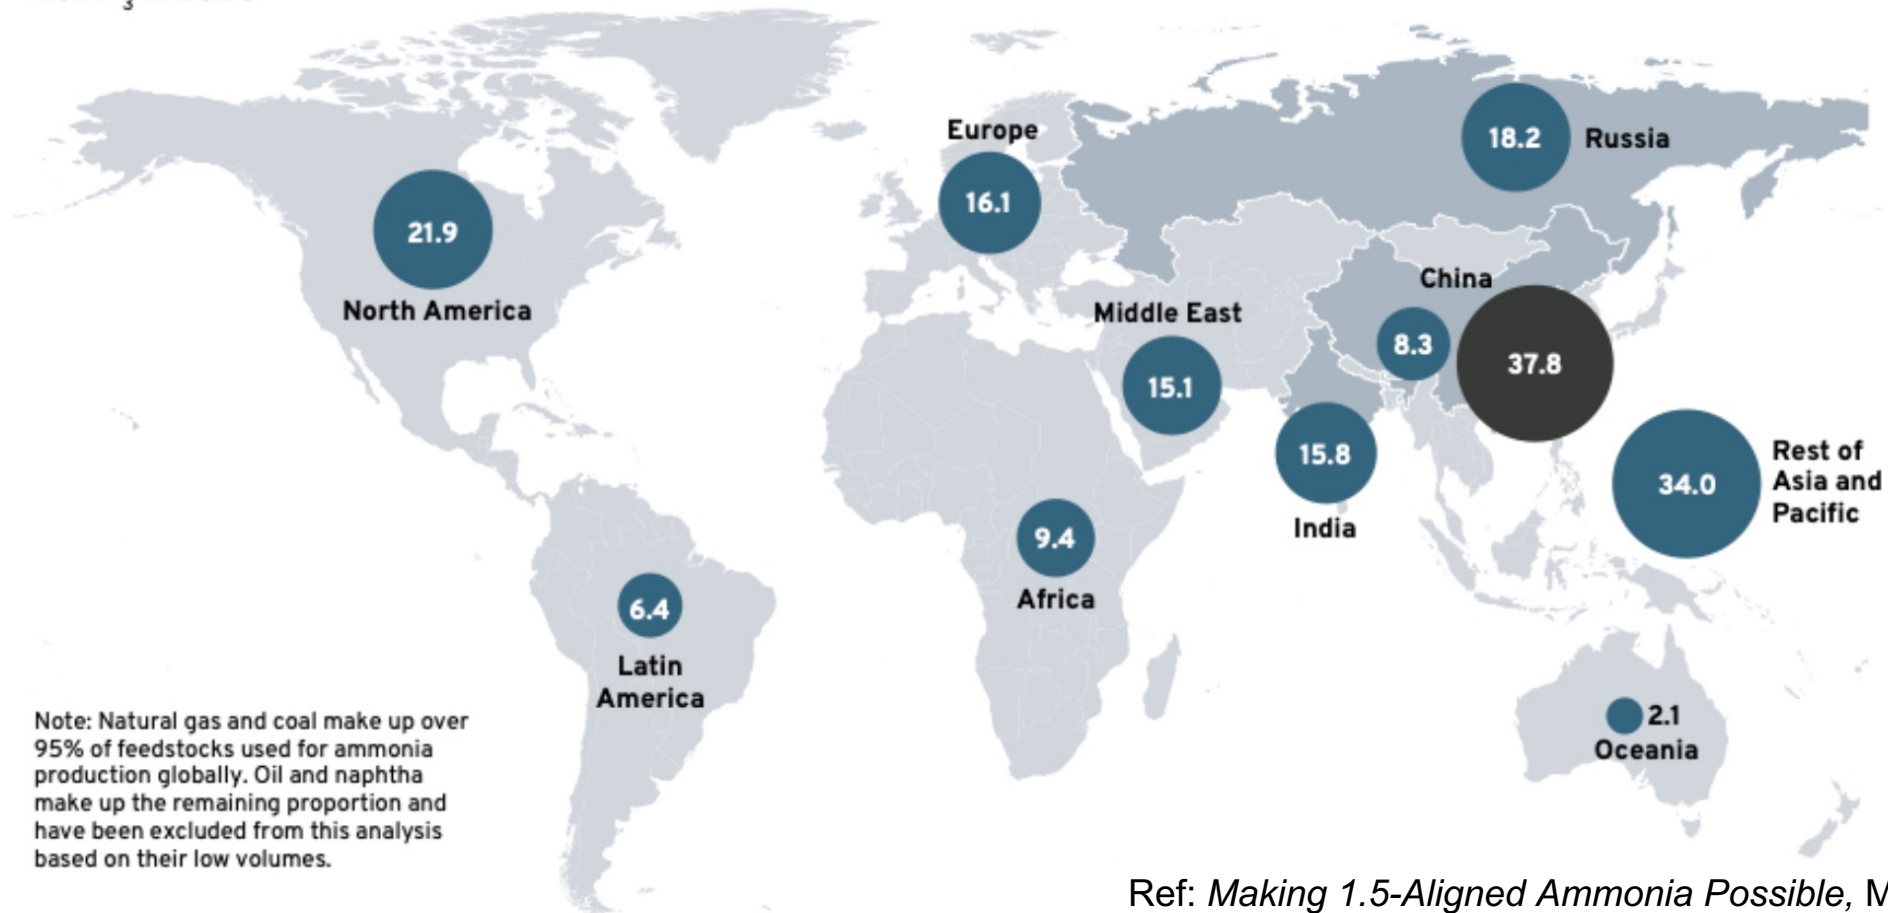 Europe
18.2 Russia
16.1
21.9
China
North America
Middle East
8.3
37.8
15.1
15.8
34.0
Rest of
Asia and
Pacific
India
9.4
Africa
6.4
Latin
America
2.1
Oceania
Note: Natural gas and coal make up over
95% of feedstocks used for ammonia
production globally. Oil and naphtha
make up the remaining proportion and
have been excluded from this analysis
based on their low volumes.
Ref: Making 1.5-Aligned Ammonia Possible, M